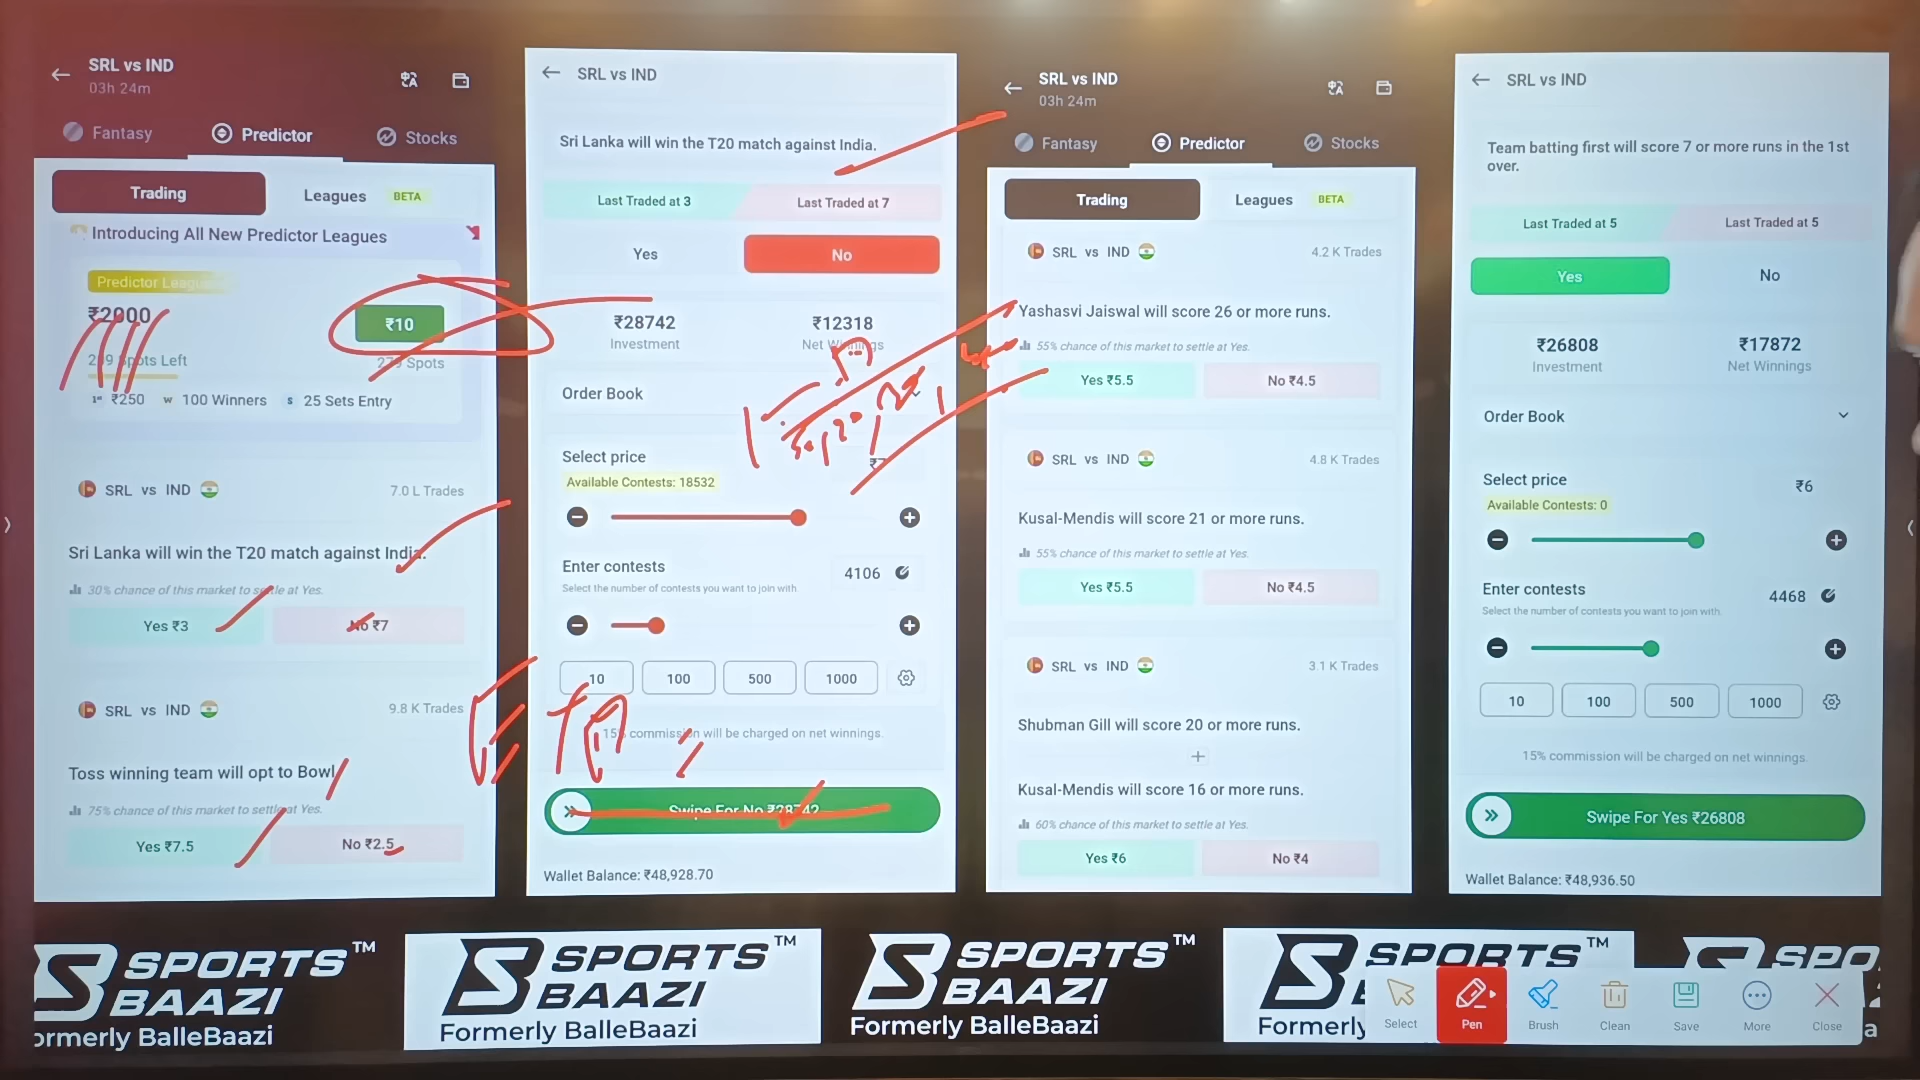 SRL vs IND
03h 24m
Fantasy
Predictor
Stocks
Trading
Leagues
BETA
Introducing All New Predictor Leagues
Predictor League
₹2000
₹10
Spots Left
Spots
1st ₹250
W 100 Winners
S 25 Sets Entry
SRL vs IND
7.0 L Trades
Sri Lanka will win the T20 match against India.
30% chance of this market to settle at Yes.
Yes ₹3
No ₹7
SRL vs IND
9.8 K Trades
Toss winning team will opt to Bowl
75% chance of this market to settle at Yes.
Yes ₹7.5
No ₹2.5
SRL vs IND
Sri Lanka will win the T20 match against India.
Last Traded at 3
Last Traded at 7
Yes
No
₹28742
Investment
₹12318
Net Winnings
Order Book
Select price
₹7
Available Contests: 18532
Enter contests
Select the number of contests you want to join with.
4106
10
100
500
1000
15% commission will be charged on net winnings.
Swipe For No ₹28742
Wallet Balance: ₹48,928.70
SRL vs IND
03h 24m
Fantasy
Predictor
Stocks
Trading
Leagues
BETA
SRL vs IND
4.2 K Trades
Yashasvi Jaiswal will score 26 or more runs.
55% chance of this market to settle at Yes.
Yes ₹5.5
No ₹4.5
SRL vs IND
4.8 K Trades
Kusal-Mendis will score 21 or more runs.
55% chance of this market to settle at Yes.
Yes ₹5.5
No ₹4.5
SRL vs IND
3.1 K Trades
Shubman Gill will score 20 or more runs.
+
Kusal-Mendis will score 16 or more runs.
60% chance of this market to settle at Yes.
Yes ₹6
No ₹4
SRL vs IND
Team batting first will score 7 or more runs in the 1st
over.
Last Traded at 5
Last Traded at 5
Yes
No
₹26808
Investment
₹17872
Net Winnings
Order Book
Select price
₹6
Available Contests: 0
Enter contests
Select the number of contests you want to join with.
4468
10
100
500
1000
15% commission will be charged on net winnings.
Swipe For Yes ₹26808
Wallet Balance: ₹48,936.50
SPORTS BAAZI™
Formerly BalleBaazi
SPORTS BAAZI™
Formerly BalleBaazi
SPORTS BAAZI™
Formerly BalleBaazi
SPORTS™
Formerly
Select
Pen
Brush
Clean
Save
More
Close